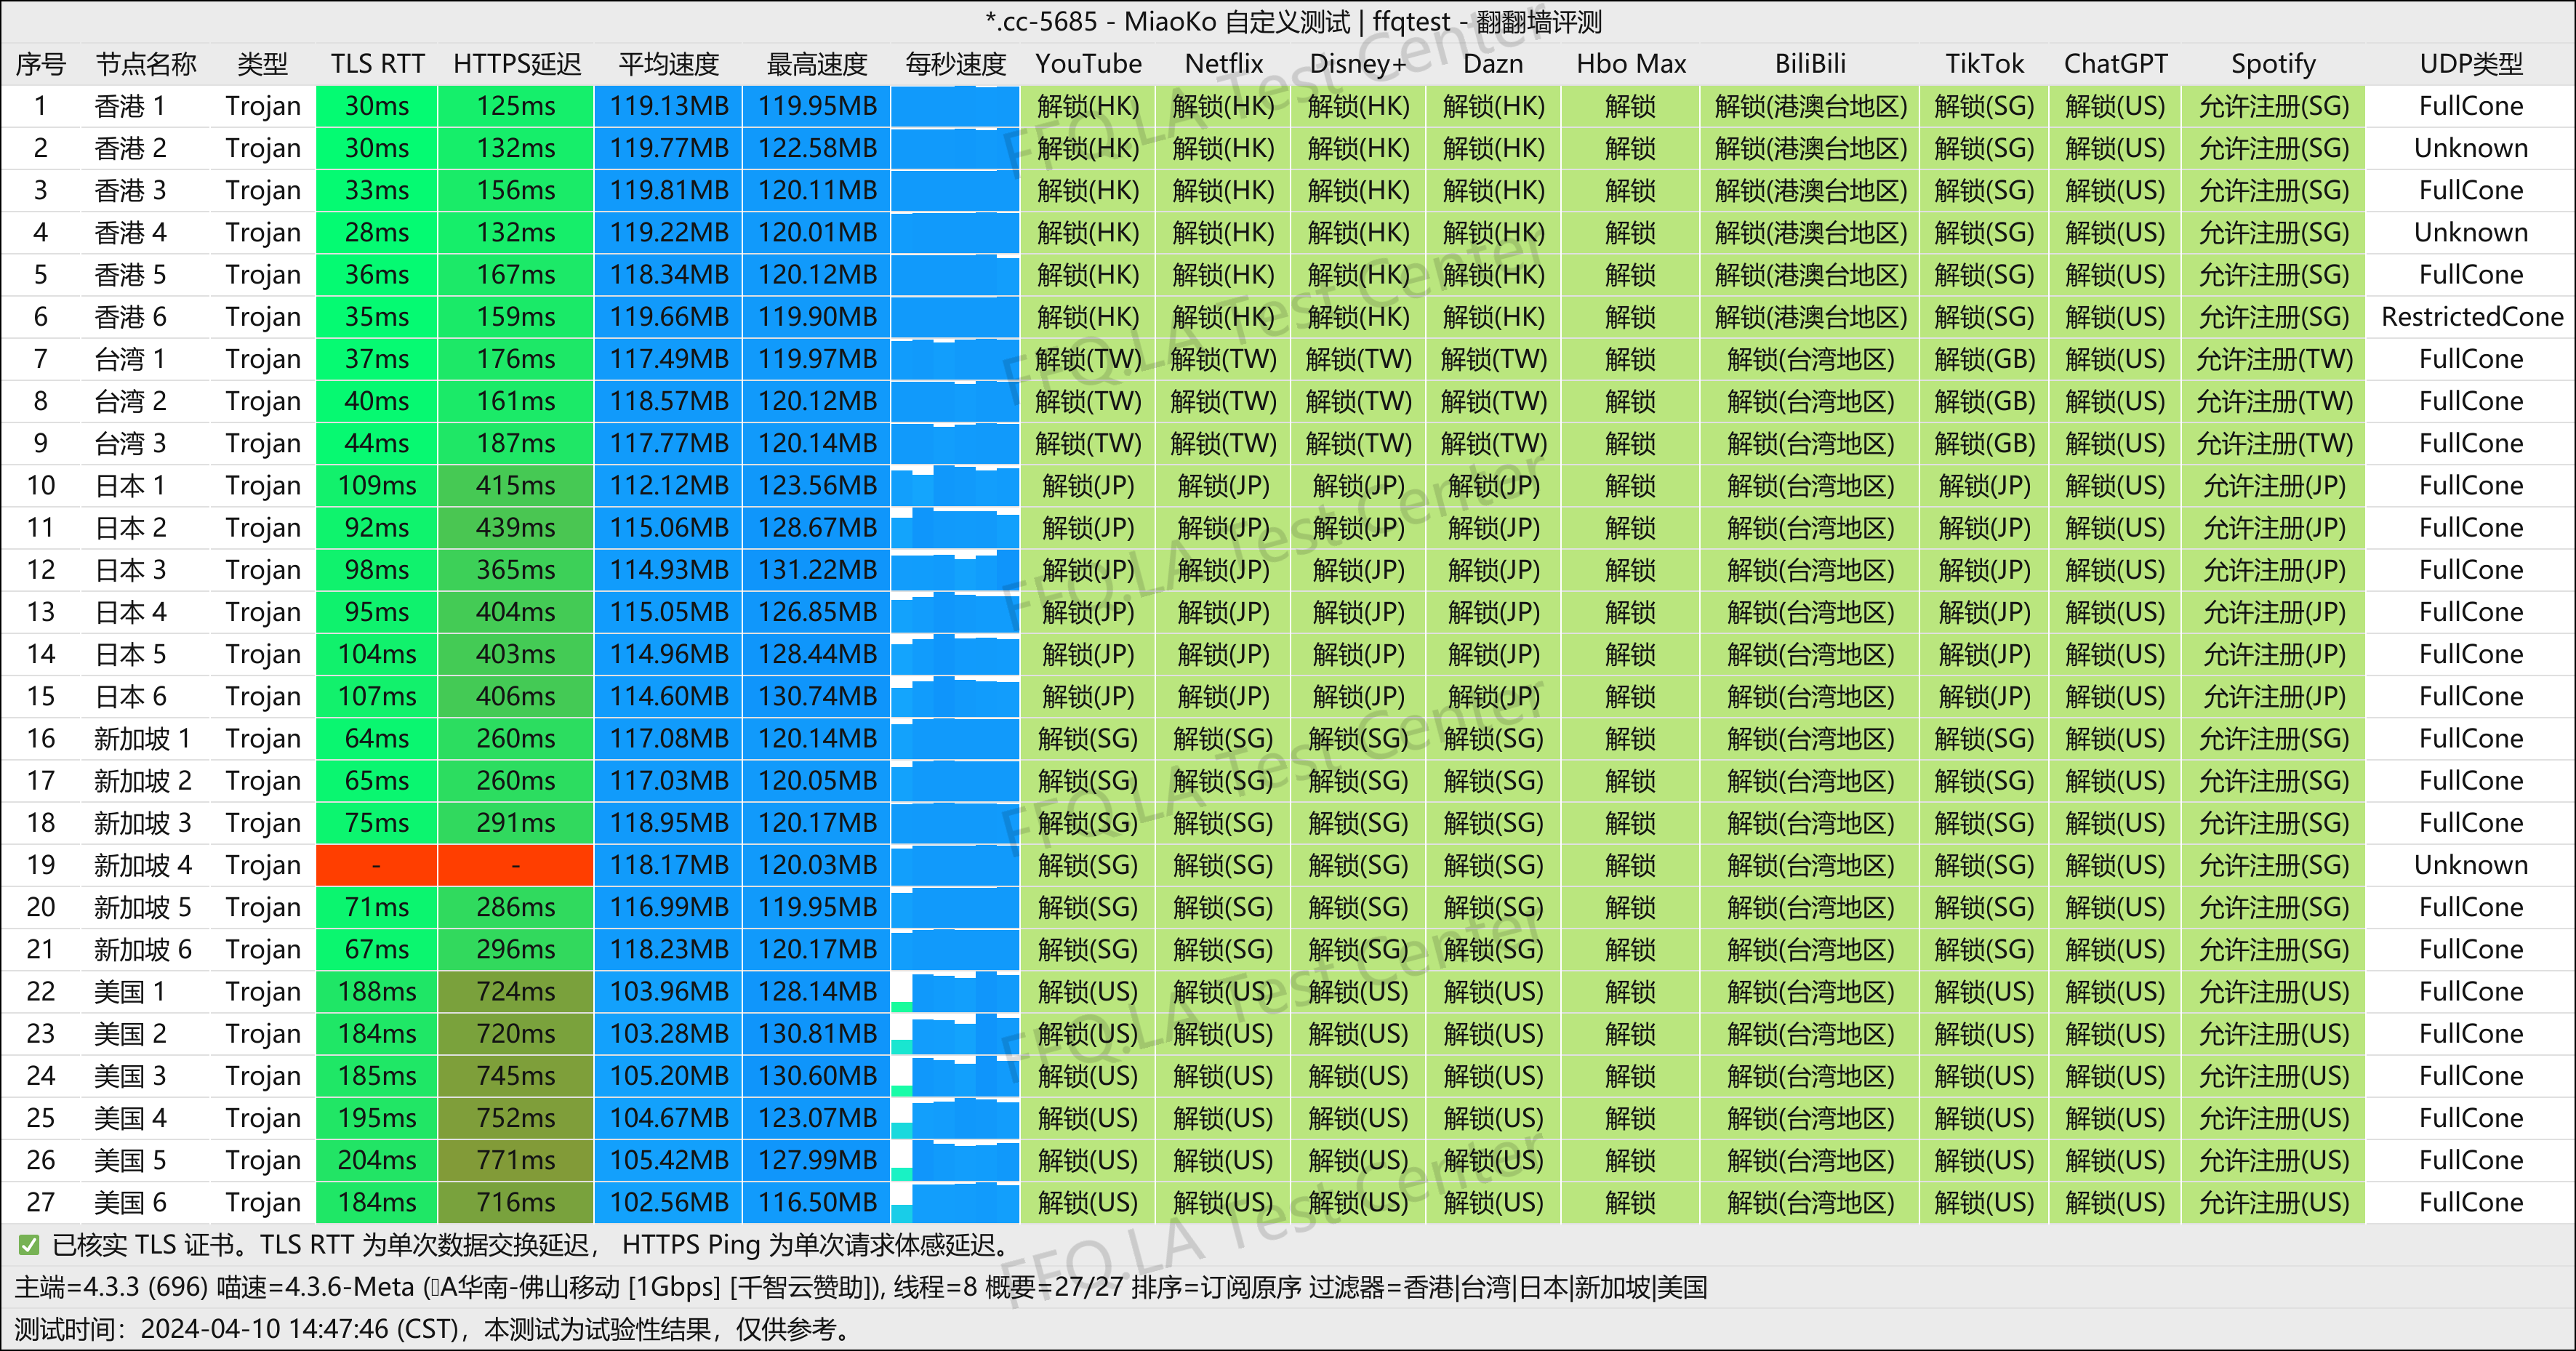 *.cc-5685 - MiaoKo 自定义测试 | ffqtest - 翻翻墙评测
序号 节点名称 类型 TLS RTT HTTPS延迟 平均速度 最高速度 每秒速度 YouTube Netflix Disney+ Dazn Hbo Max BiliBili TikTok ChatGPT Spotify UDP类型
1 香港 1 Trojan 30ms 125ms 119.13MB 119.95MB 解锁(HK) 解锁(HK) 解锁(HK) 解锁(HK) 解锁 解锁(港澳台地区) 解锁(SG) 解锁(US) 允许注册(SG) FullCone
2 香港 2 Trojan 30ms 132ms 119.77MB 122.58MB 解锁(HK) 解锁(HK) 解锁(HK) 解锁(HK) 解锁 解锁(港澳台地区) 解锁(SG) 解锁(US) 允许注册(SG) Unknown
3 香港 3 Trojan 33ms 156ms 119.81MB 120.11MB 解锁(HK) 解锁(HK) 解锁(HK) 解锁(HK) 解锁 解锁(港澳台地区) 解锁(SG) 解锁(US) 允许注册(SG) FullCone
4 香港 4 Trojan 28ms 132ms 119.22MB 120.01MB 解锁(HK) 解锁(HK) 解锁(HK) 解锁(HK) 解锁 解锁(港澳台地区) 解锁(SG) 解锁(US) 允许注册(SG) Unknown
5 香港 5 Trojan 36ms 167ms 118.34MB 120.12MB 解锁(HK) 解锁(HK) 解锁(HK) 解锁(HK) 解锁 解锁(港澳台地区) 解锁(SG) 解锁(US) 允许注册(SG) FullCone
6 香港 6 Trojan 35ms 159ms 119.66MB 119.90MB 解锁(HK) 解锁(HK) 解锁(HK) 解锁(HK) 解锁 解锁(港澳台地区) 解锁(SG) 解锁(US) 允许注册(SG) RestrictedCone
7 台湾 1 Trojan 37ms 176ms 117.49MB 119.97MB 解锁(TW) 解锁(TW) 解锁(TW) 解锁(TW) 解锁 解锁(台湾地区) 解锁(GB) 解锁(US) 允许注册(TW) FullCone
8 台湾 2 Trojan 40ms 161ms 118.57MB 120.12MB 解锁(TW) 解锁(TW) 解锁(TW) 解锁(TW) 解锁 解锁(台湾地区) 解锁(GB) 解锁(US) 允许注册(TW) FullCone
9 台湾 3 Trojan 44ms 187ms 117.77MB 120.14MB 解锁(TW) 解锁(TW) 解锁(TW) 解锁(TW) 解锁 解锁(台湾地区) 解锁(GB) 解锁(US) 允许注册(TW) FullCone
10 日本 1 Trojan 109ms 415ms 112.12MB 123.56MB 解锁(JP) 解锁(JP) 解锁(JP) 解锁(JP) 解锁 解锁(台湾地区) 解锁(JP) 解锁(US) 允许注册(JP) FullCone
11 日本 2 Trojan 92ms 439ms 115.06MB 128.67MB 解锁(JP) 解锁(JP) 解锁(JP) 解锁(JP) 解锁 解锁(台湾地区) 解锁(JP) 解锁(US) 允许注册(JP) FullCone
12 日本 3 Trojan 98ms 365ms 114.93MB 131.22MB 解锁(JP) 解锁(JP) 解锁(JP) 解锁(JP) 解锁 解锁(台湾地区) 解锁(JP) 解锁(US) 允许注册(JP) FullCone
13 日本 4 Trojan 95ms 404ms 115.05MB 126.85MB 解锁(JP) 解锁(JP) 解锁(JP) 解锁(JP) 解锁 解锁(台湾地区) 解锁(JP) 解锁(US) 允许注册(JP) FullCone
14 日本 5 Trojan 104ms 403ms 114.96MB 128.44MB 解锁(JP) 解锁(JP) 解锁(JP) 解锁(JP) 解锁 解锁(台湾地区) 解锁(JP) 解锁(US) 允许注册(JP) FullCone
15 日本 6 Trojan 107ms 406ms 114.60MB 130.74MB 解锁(JP) 解锁(JP) 解锁(JP) 解锁(JP) 解锁 解锁(台湾地区) 解锁(JP) 解锁(US) 允许注册(JP) FullCone
16 新加坡 1 Trojan 64ms 260ms 117.08MB 120.14MB 解锁(SG) 解锁(SG) 解锁(SG) 解锁(SG) 解锁 解锁(台湾地区) 解锁(SG) 解锁(US) 允许注册(SG) FullCone
17 新加坡 2 Trojan 65ms 260ms 117.03MB 120.05MB 解锁(SG) 解锁(SG) 解锁(SG) 解锁(SG) 解锁 解锁(台湾地区) 解锁(SG) 解锁(US) 允许注册(SG) FullCone
18 新加坡 3 Trojan 75ms 291ms 118.95MB 120.17MB 解锁(SG) 解锁(SG) 解锁(SG) 解锁(SG) 解锁 解锁(台湾地区) 解锁(SG) 解锁(US) 允许注册(SG) FullCone
19 新加坡 4 Trojan - - 118.17MB 120.03MB 解锁(SG) 解锁(SG) 解锁(SG) 解锁(SG) 解锁 解锁(台湾地区) 解锁(SG) 解锁(US) 允许注册(SG) Unknown
20 新加坡 5 Trojan 71ms 286ms 116.99MB 119.95MB 解锁(SG) 解锁(SG) 解锁(SG) 解锁(SG) 解锁 解锁(台湾地区) 解锁(SG) 解锁(US) 允许注册(SG) FullCone
21 新加坡 6 Trojan 67ms 296ms 118.23MB 120.17MB 解锁(SG) 解锁(SG) 解锁(SG) 解锁(SG) 解锁 解锁(台湾地区) 解锁(SG) 解锁(US) 允许注册(SG) FullCone
22 美国 1 Trojan 188ms 724ms 103.96MB 128.14MB 解锁(US) 解锁(US) 解锁(US) 解锁(US) 解锁 解锁(台湾地区) 解锁(US) 解锁(US) 允许注册(US) FullCone
23 美国 2 Trojan 184ms 720ms 103.28MB 130.81MB 解锁(US) 解锁(US) 解锁(US) 解锁(US) 解锁 解锁(台湾地区) 解锁(US) 解锁(US) 允许注册(US) FullCone
24 美国 3 Trojan 185ms 745ms 105.20MB 130.60MB 解锁(US) 解锁(US) 解锁(US) 解锁(US) 解锁 解锁(台湾地区) 解锁(US) 解锁(US) 允许注册(US) FullCone
25 美国 4 Trojan 195ms 752ms 104.67MB 123.07MB 解锁(US) 解锁(US) 解锁(US) 解锁(US) 解锁 解锁(台湾地区) 解锁(US) 解锁(US) 允许注册(US) FullCone
26 美国 5 Trojan 204ms 771ms 105.42MB 127.99MB 解锁(US) 解锁(US) 解锁(US) 解锁(US) 解锁 解锁(台湾地区) 解锁(US) 解锁(US) 允许注册(US) FullCone
27 美国 6 Trojan 184ms 716ms 102.56MB 116.50MB 解锁(US) 解锁(US) 解锁(US) 解锁(US) 解锁 解锁(台湾地区) 解锁(US) 解锁(US) 允许注册(US) FullCone
✅ 已核实 TLS 证书。TLS RTT 为单次数据交换延迟， HTTPS Ping 为单次请求体感延迟。
主端=4.3.3 (696) 喵速=4.3.6-Meta (A华南-佛山移动 [1Gbps] [千智云赞助]), 线程=8 概要=27/27 排序=订阅原序 过滤器=香港|台湾|日本|新加坡|美国
测试时间：2024-04-10 14:47:46 (CST)，本测试为试验性结果，仅供参考。
FFQ.LA Test Center
FFQ.LA Test Center
FFQ.LA Test Center
FFQ.LA Test Center
FFQ.LA Test Center
FFQ.LA Test Center